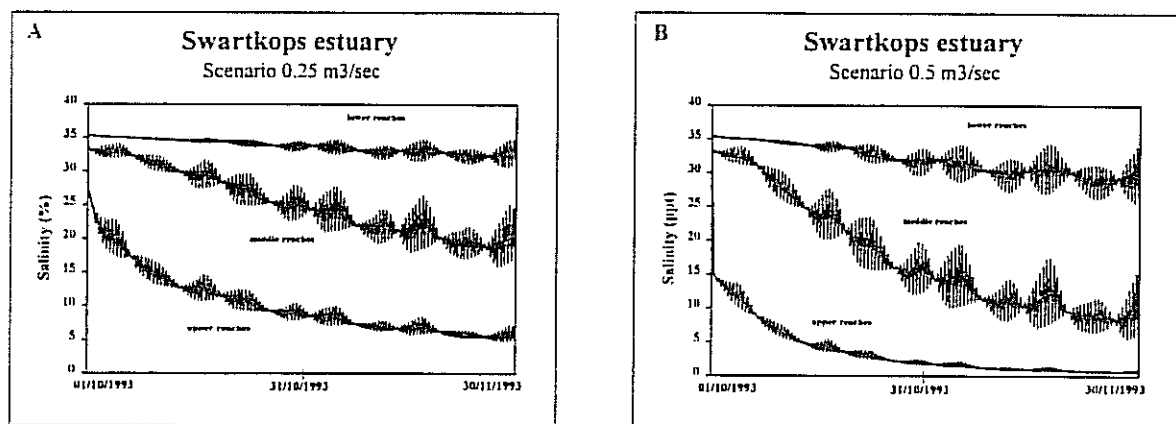 A
Swartkops estuary
Scenario 0.25 m3/sec
40
35
30
25
20
15
10
5
0
Salinity (%)
lower reaches
middle reaches
upper reaches
01/10/1993
31/10/1993
30/11/1993
B
Swartkops estuary
Scenario 0.5 m3/sec
40
35
30
25
20
15
10
5
0
Salinity (ppt)
lower reaches
middle reaches
upper reaches
01/10/1993
31/10/1993
30/11/1993